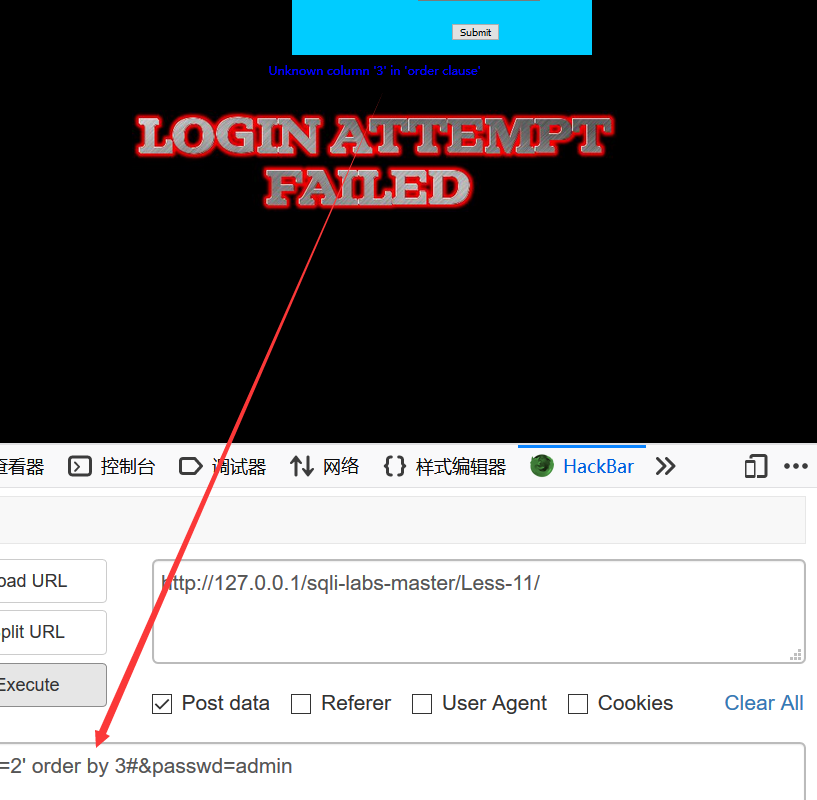 Submit
Unknown column '3' in 'order clause'
LOGIN ATTEMPT
FAILED
查看器 控制台 调试器 网络 样式编辑器 HackBar
oad URL
http://127.0.0.1/sqli-labs-master/Less-11/
plit URL
Execute
Post data Referer User Agent Cookies Clear All
=2' order by 3#&passwd=admin